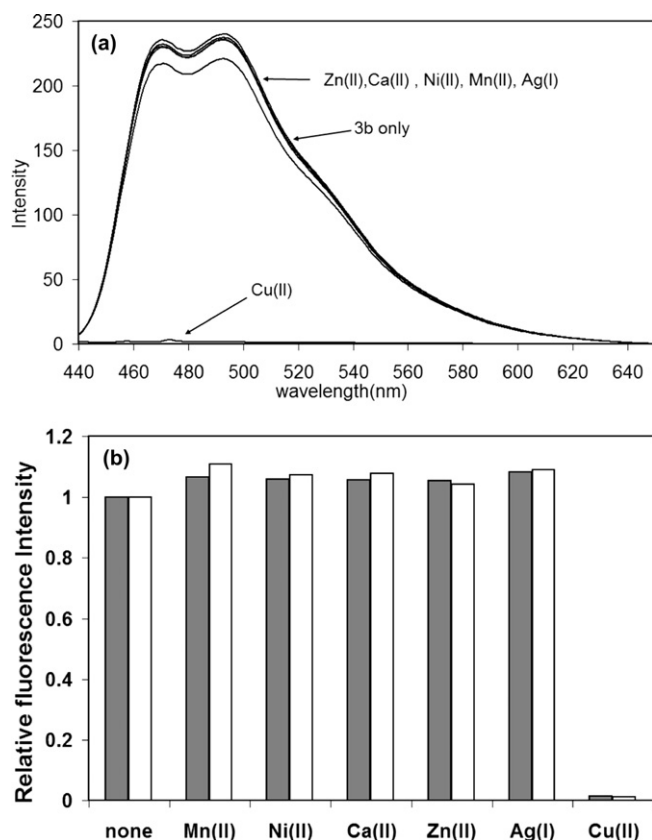 (a)
250
200
150
100
50
0
Intensity
Zn(II),Ca(II) , Ni(II), Mn(II), Ag(I)
3b only
Cu(II)
440 460 480 500 520 540 560 580 600 620 640
wavelength(nm)
(b)
1.2
1
0.8
0.6
0.4
0.2
0
Relative fluorescence Intensity
none Mn(II) Ni(II) Ca(II) Zn(II) Ag(I) Cu(II)